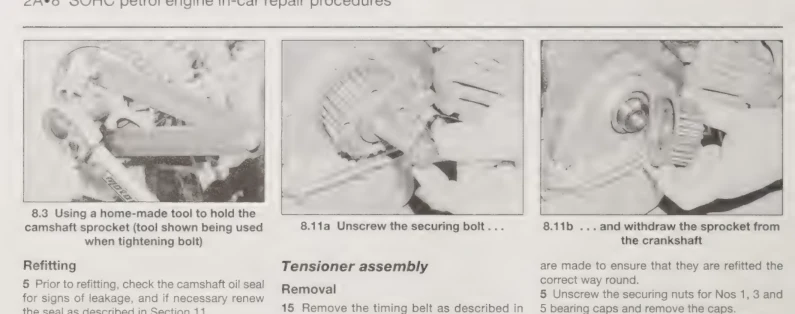 2A•8 SOHC petrol engine in-car repair procedures
8.3 Using a home-made tool to hold the
camshaft sprocket (tool shown being used
when tightening bolt)
8.11a Unscrew the securing bolt . . .
8.11b . . . and withdraw the sprocket from
the crankshaft
Refitting
5 Prior to refitting, check the camshaft oil seal
for signs of leakage, and if necessary renew
the seal as described in Section 11.
Tensioner assembly
Removal
15 Remove the timing belt as described in
are made to ensure that they are refitted the
correct way round.
5 Unscrew the securing nuts for Nos 1, 3 and
5 bearing caps and remove the caps.